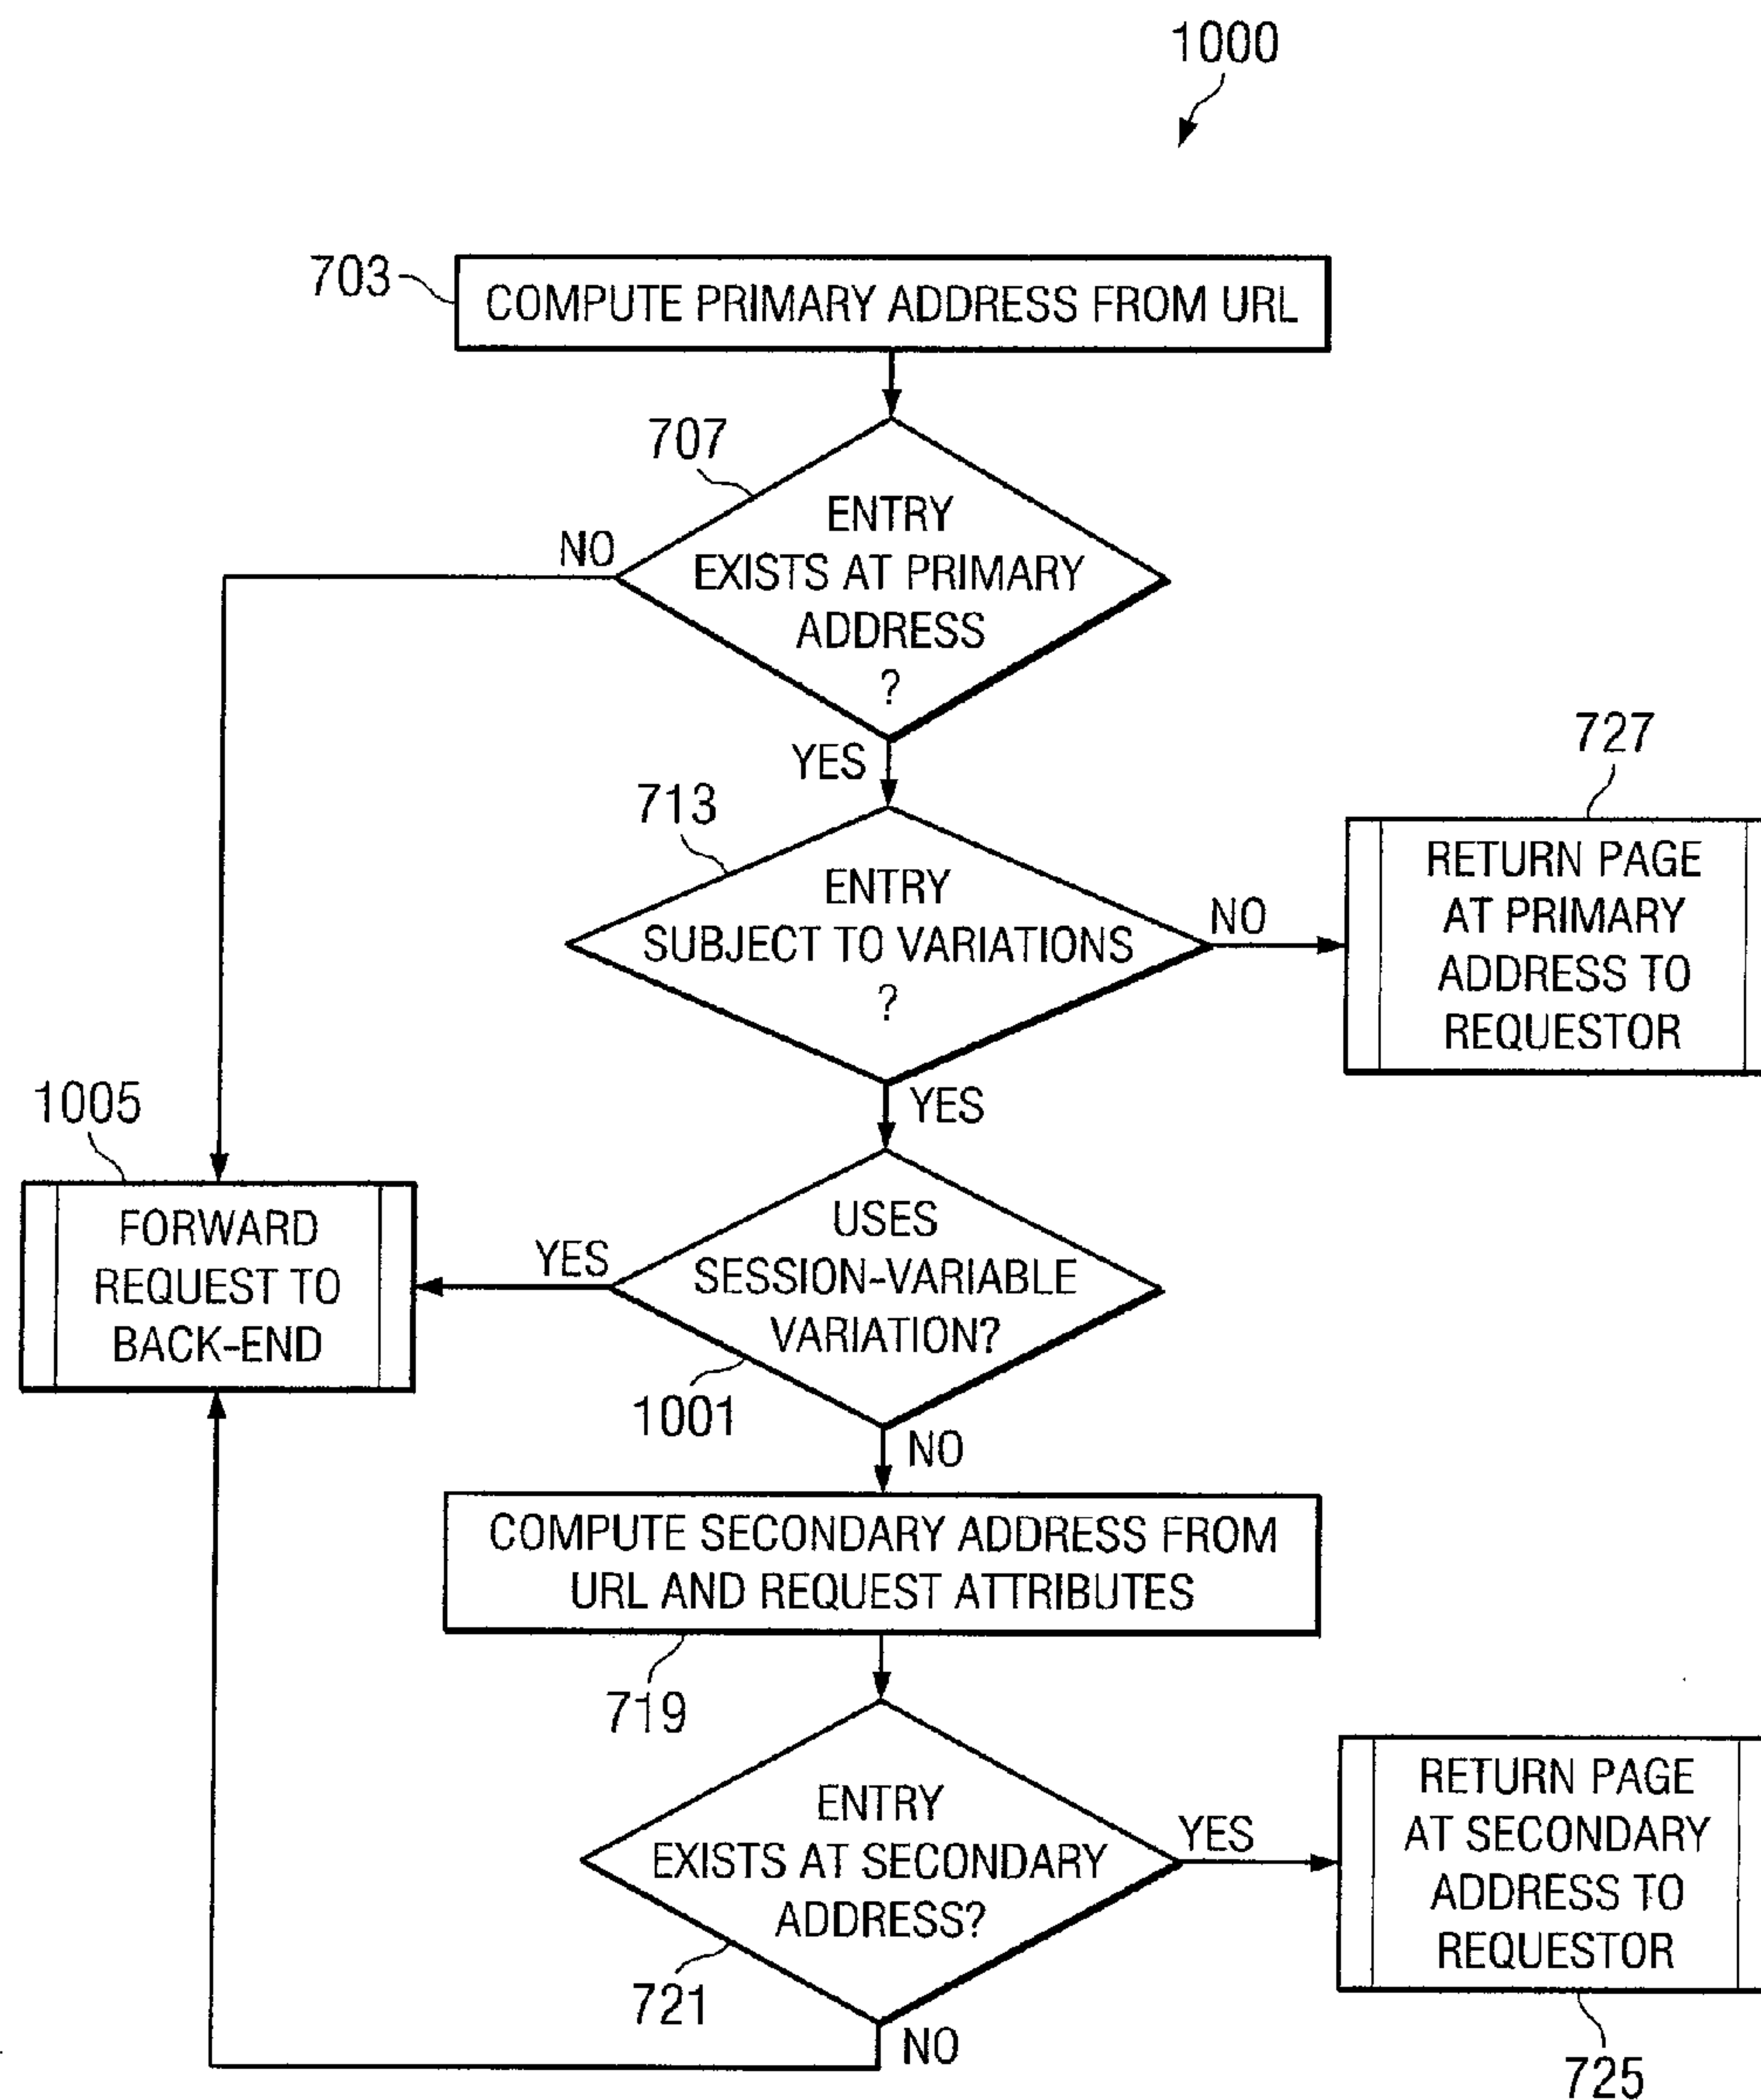 1000
703
COMPUTE PRIMARY ADDRESS FROM URL
707
ENTRY
EXISTS AT PRIMARY
ADDRESS
?
NO
YES
713
ENTRY
SUBJECT TO VARIATIONS
?
NO
727
RETURN PAGE
AT PRIMARY
ADDRESS TO
REQUESTOR
YES
1005
FORWARD
REQUEST TO
BACK-END
YES
USES
SESSION-VARIABLE
VARIATION?
1001
NO
COMPUTE SECONDARY ADDRESS FROM
URL AND REQUEST ATTRIBUTES
719
ENTRY
EXISTS AT SECONDARY
ADDRESS?
721
YES
RETURN PAGE
AT SECONDARY
ADDRESS TO
REQUESTOR
725
NO